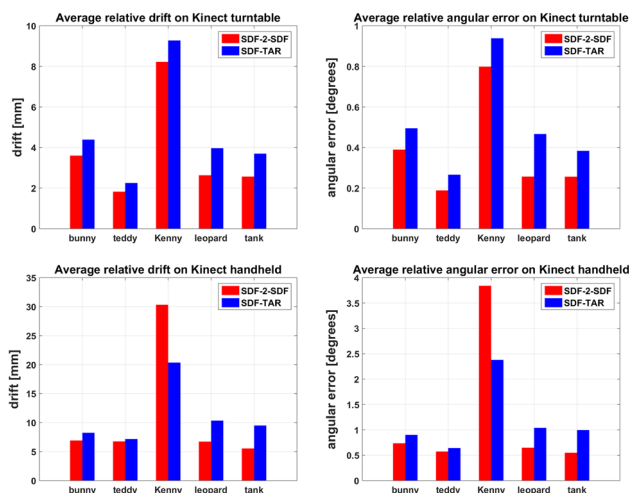 Average relative drift on Kinect turntable
SDF-2-SDF
SDF-TAR
drift [mm]
10
8
6
4
2
0
bunny teddy Kenny leopard tank
Average relative angular error on Kinect turntable
SDF-2-SDF
SDF-TAR
angular error [degrees]
1
0.8
0.6
0.4
0.2
0
bunny teddy Kenny leopard tank
Average relative drift on Kinect handheld
SDF-2-SDF
SDF-TAR
drift [mm]
35
30
25
20
15
10
5
0
bunny teddy Kenny leopard tank
Average relative angular error on Kinect handheld
SDF-2-SDF
SDF-TAR
angular error [degrees]
4
3.5
3
2.5
2
1.5
1
0.5
0
bunny teddy Kenny leopard tank